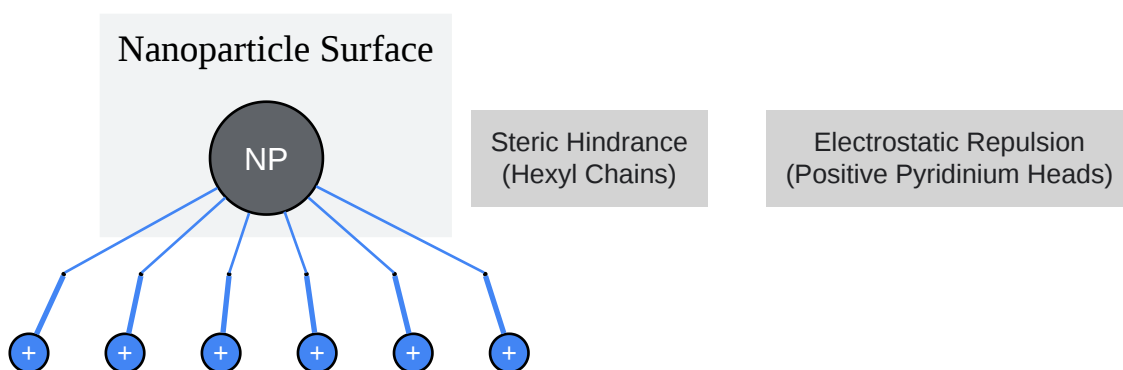 Nanoparticle Surface
NP
Steric Hindrance
(Hexyl Chains)
Electrostatic Repulsion
(Positive Pyridinium Heads)
+ + + + + +